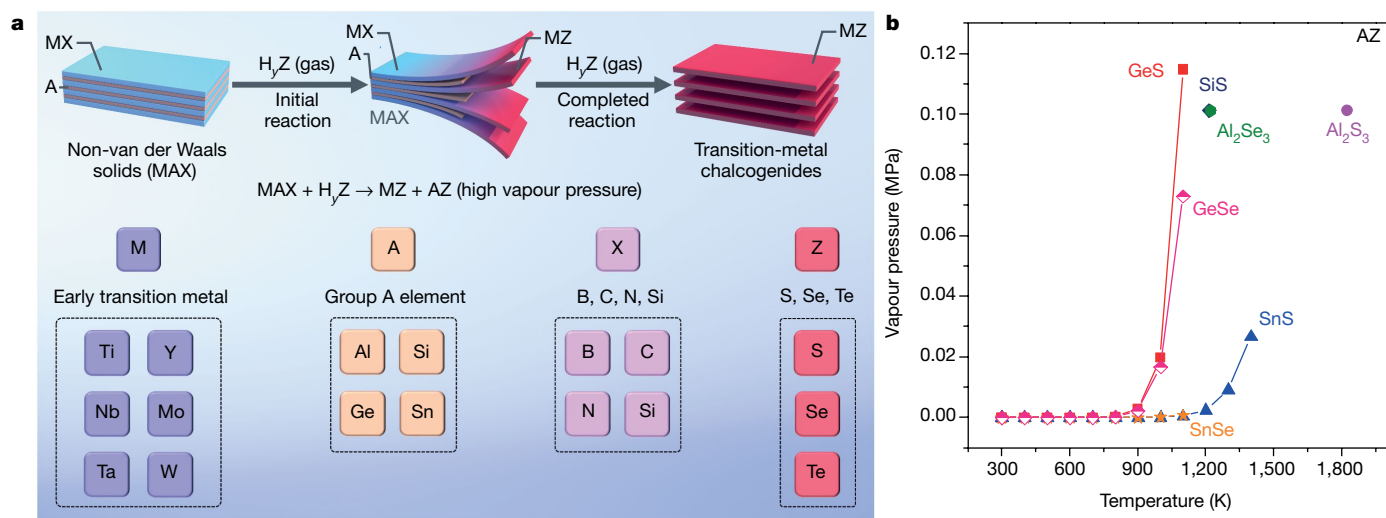 a
MX
A
HyZ (gas)
Initial
reaction
MX
A
MZ
MAX
HyZ (gas)
Completed
reaction
MZ
Non-van der Waals
solids (MAX)
Transition-metal
chalcogenides
MAX + HyZ → MZ + AZ (high vapour pressure)
M
A
X
Z
Early transition metal
Group A element
B, C, N, Si
S, Se, Te
Ti
Y
Nb
Mo
Ta
W
Al
Si
Ge
Sn
B
C
N
Si
S
Se
Te
b
AZ
Vapour pressure (MPa)
0.12
0.10
0.08
0.06
0.04
0.02
0.00
GeS
SiS
Al2Se3
Al2S3
GeSe
SnS
SnSe
300
600
900
1,200
1,500
1,800
Temperature (K)